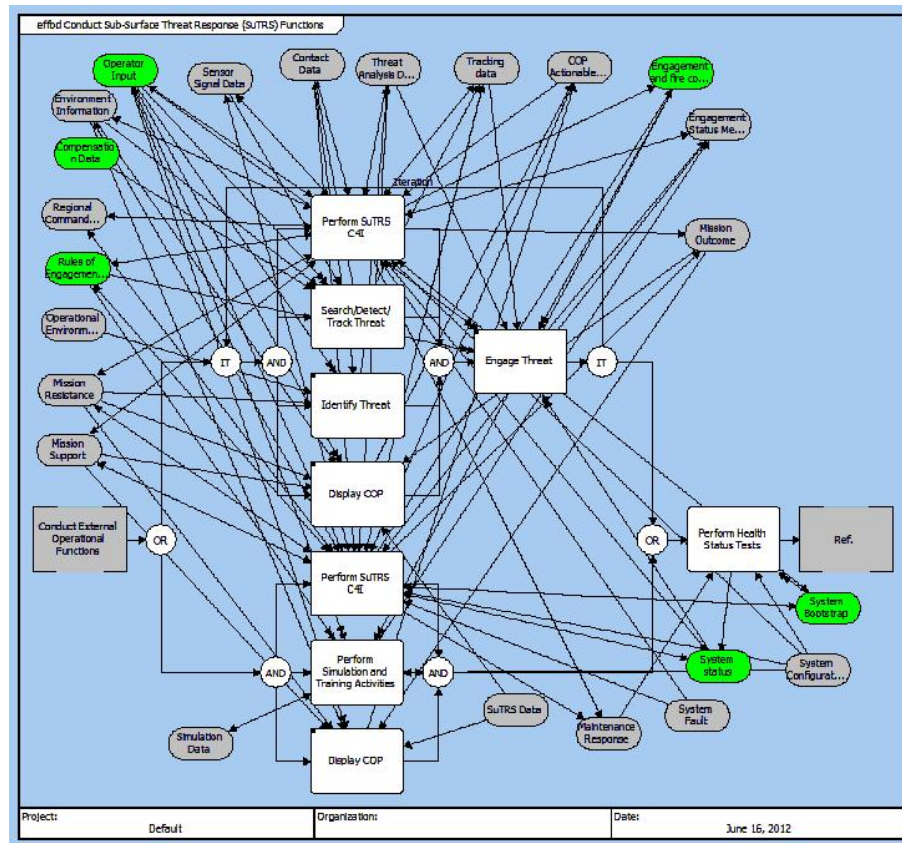 effbd Conduct Sub-Surface Threat Response (SuTRS) Functions
Operator
Input
Sensor
Signal Data
Contact
Data
Threat
Analysis D...
Tracking
data
COP
Actionable...
Engagement
and fire co...
Environment
Information
Engagement
Status Me...
Compensatio
n Data
Iteration
Regional
Command...
Perform SuTRS
C4I
Mission
Outcome
Rules of
Engagemen...
Search/Detect/
Track Threat
Operational
Environm...
IT
AND
AND
Engage Threat
IT
Mission
Resistance
Identify Threat
Mission
Support
Display COP
Conduct External
Operational
Functions
OR
OR
Perform Health
Status Tests
Ref.
Perform SuTRS
C4I
System
Bootstrap
AND
Perform
Simulation and
Training Activities
AND
System
status
System
Configurat...
Simulation
Data
SuTRS Data
Maintenance
Response
System
Fault
Display COP
Project:
Default
Organization:
Date:
June 16, 2012